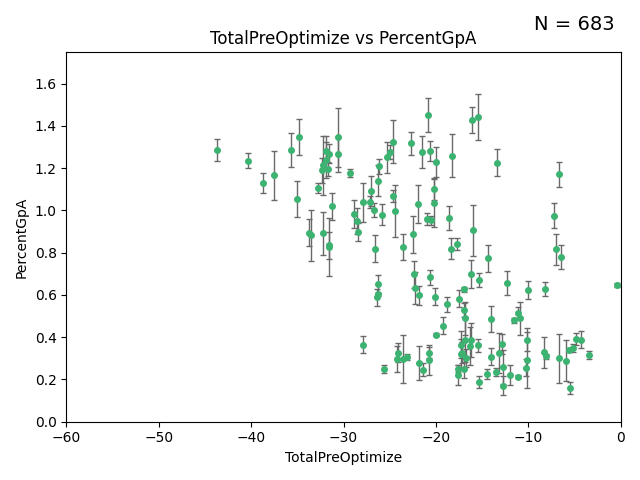 N = 683
TotalPreOptimize vs PercentGpA
PercentGpA
1.6
1.4
1.2
1.0
0.8
0.6
0.4
0.2
0.0
−60 −50 −40 −30 −20 −10 0
TotalPreOptimize